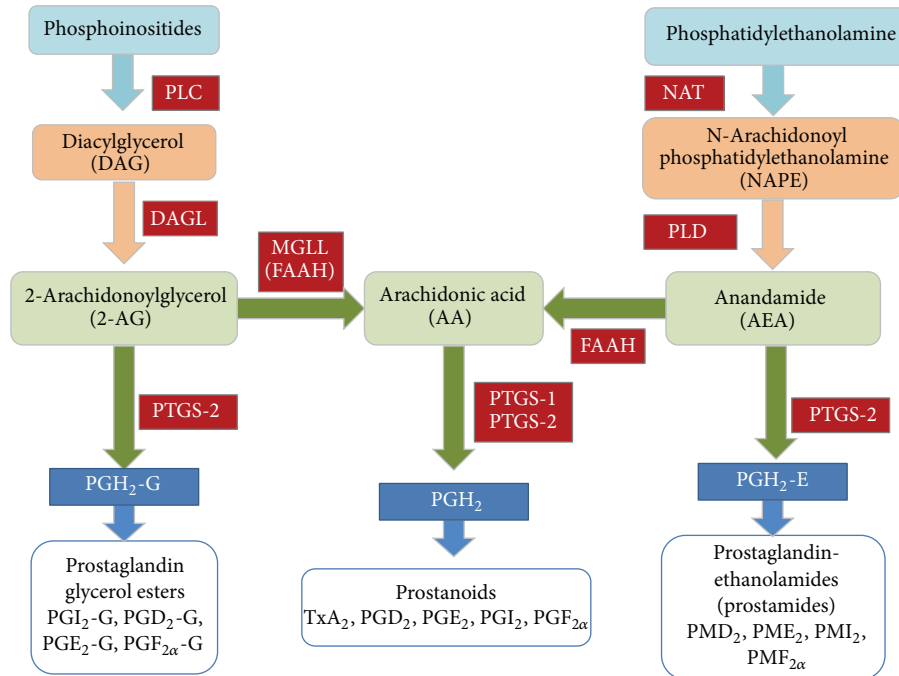 Phosphoinositides
PLC
Diacylglycerol
(DAG)
DAGL
2-Arachidonoylglycerol
(2-AG)
MGLL
(FAAH)
PTGS-2
PGH₂-G
Prostaglandin
glycerol esters
PGI₂-G, PGD₂-G,
PGE₂-G, PGF₂α-G
Arachidonic acid
(AA)
PTGS-1
PTGS-2
PGH₂
Prostanoids
TxA₂, PGD₂, PGE₂, PGI₂, PGF₂α
Phosphatidylethanolamine
NAT
N-Arachidonoyl
phosphatidylethanolamine
(NAPE)
PLD
Anandamide
(AEA)
FAAH
PTGS-2
PGH₂-E
Prostaglandin-
ethanolamides
(prostamides)
PMD₂, PME₂, PMI₂,
PMF₂α